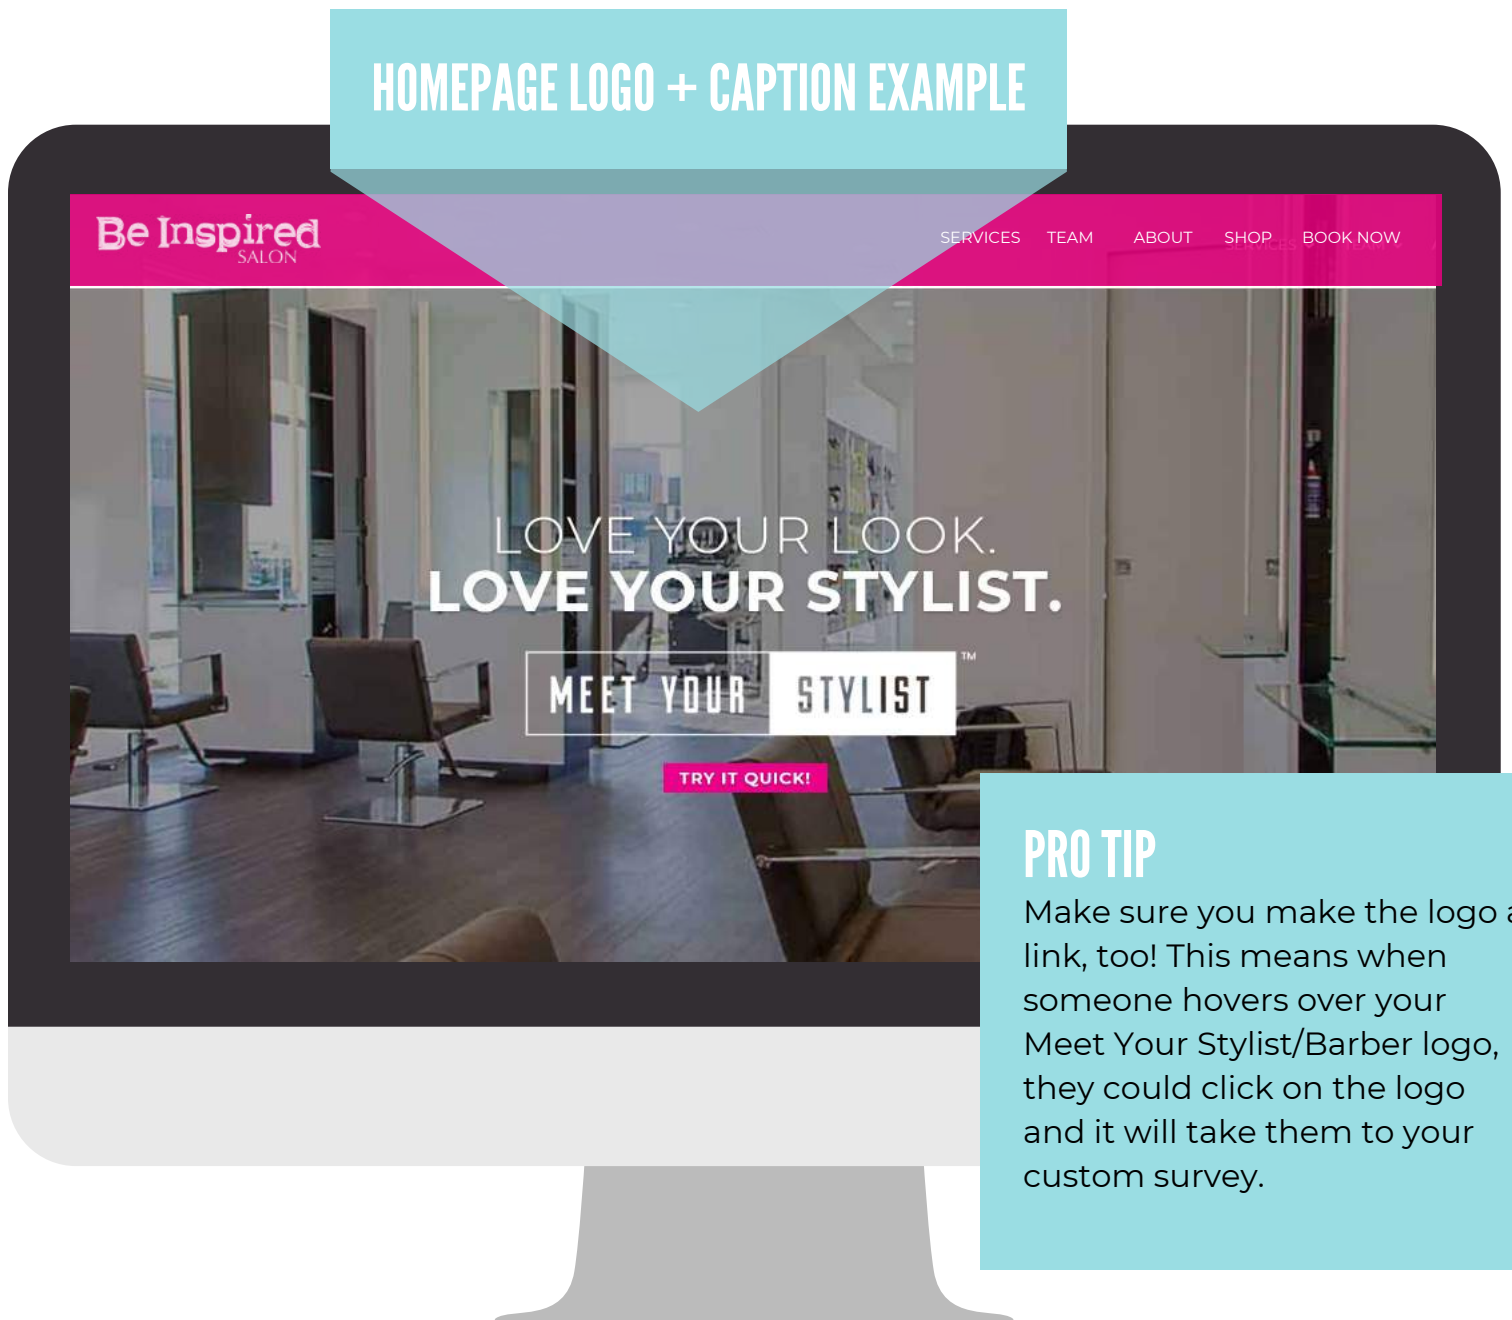 HOMEPAGE LOGO + CAPTION EXAMPLE
Be Inspired
SALON
SERVICES TEAM ABOUT SHOP BOOK NOW
LOVE YOUR LOOK.
LOVE YOUR STYLIST.
MEET YOUR STYLIST ™
TRY IT QUICK!
PRO TIP
Make sure you make the logo a
link, too! This means when
someone hovers over your
Meet Your Stylist/Barber logo,
they could click on the logo
and it will take them to your
custom survey.